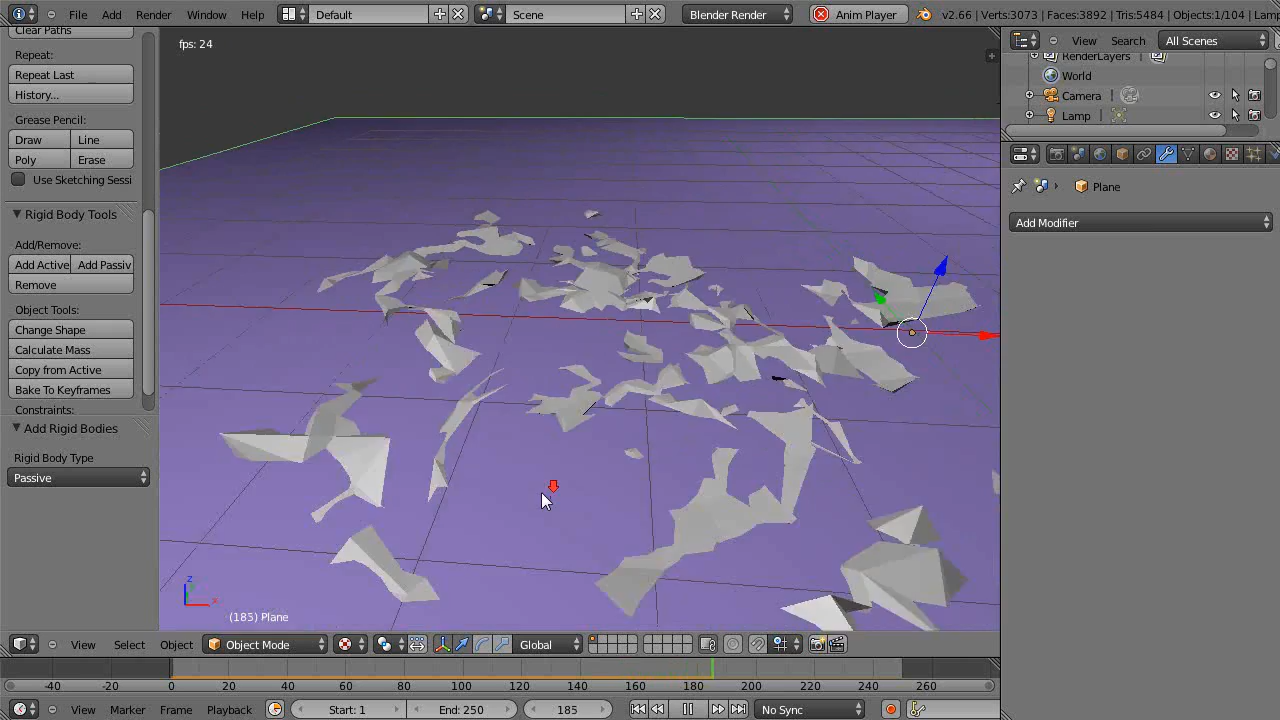 File Add Render Window Help Default Scene Blender Render Anim Player v2.66 | Verts:3073 | Faces:3892 | Tris:5484 | Objects:1/104 | Lamp
Clear Paths
Repeat:
Repeat Last
History...
Grease Pencil:
Draw Line
Poly Erase
Use Sketching Sessi
Rigid Body Tools
Add/Remove:
Add Active Add Passiv
Remove
Object Tools:
Change Shape
Calculate Mass
Copy from Active
Bake To Keyframes
Constraints:
Add Rigid Bodies
Rigid Body Type
Passive
fps: 24
z
x
(185) Plane
View Search All Scenes
RenderLayers
World
Camera
Lamp
Plane
Add Modifier
View Select Object Object Mode Global
-40 -20 0 20 40 60 80 100 120 140 160 180 200 220 240 260
View Marker Frame Playback Start: 1 End: 250 185 No Sync